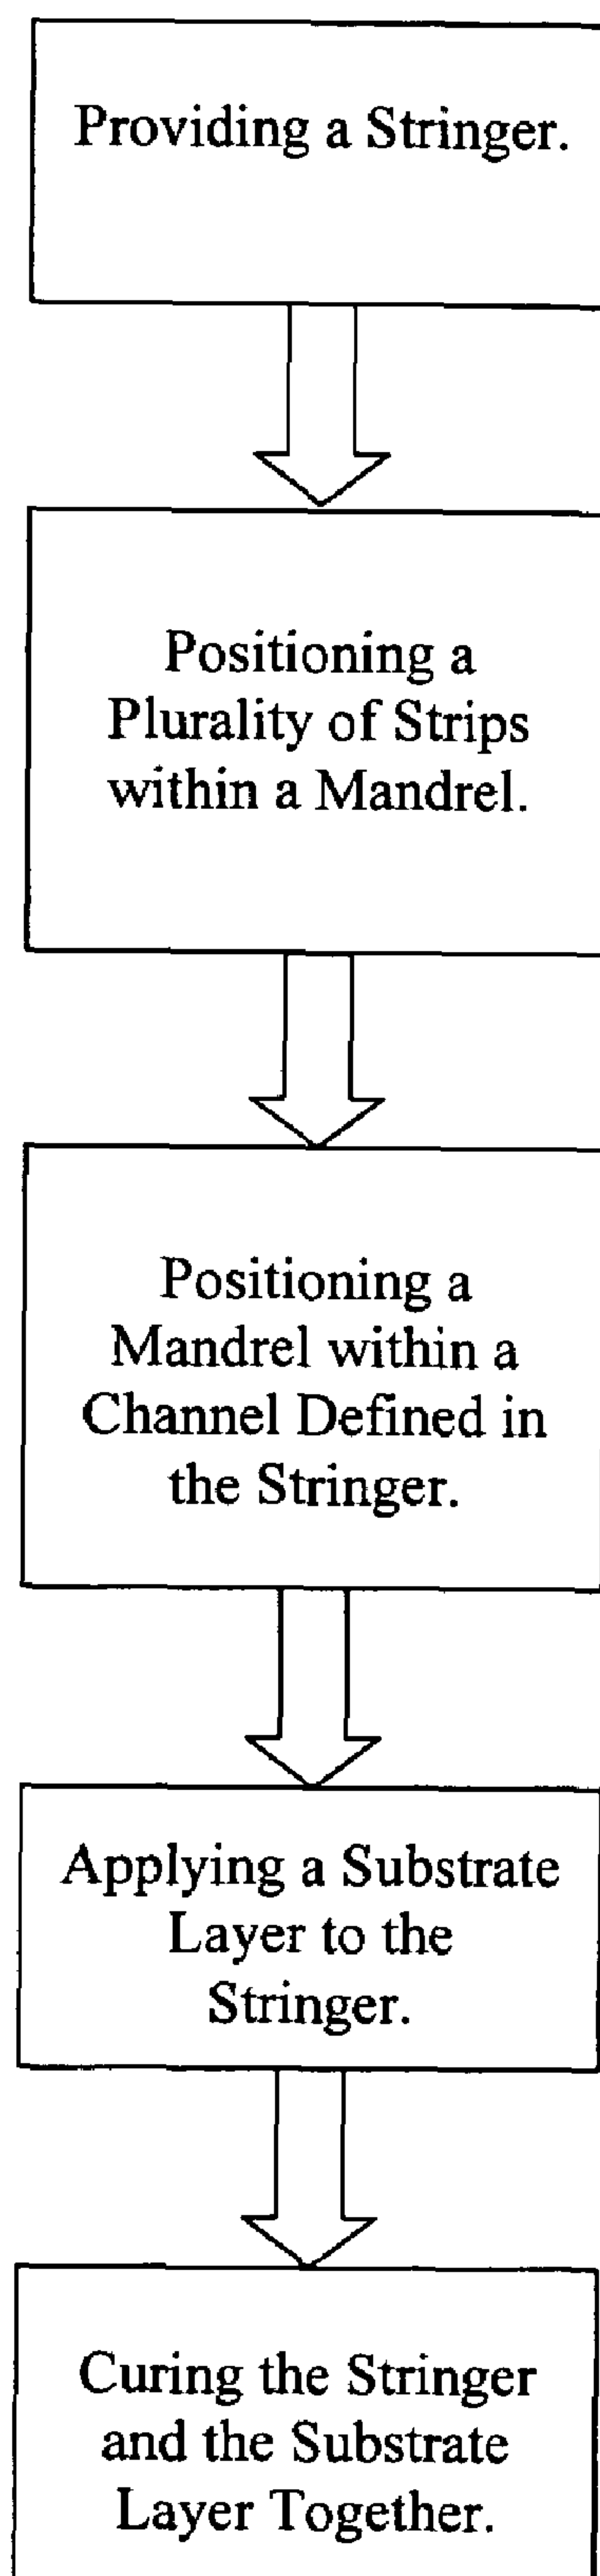 Providing a Stringer.
Positioning a
Plurality of Strips
within a Mandrel.
Positioning a
Mandrel within a
Channel Defined in
the Stringer.
Applying a Substrate
Layer to the
Stringer.
Curing the Stringer
and the Substrate
Layer Together.